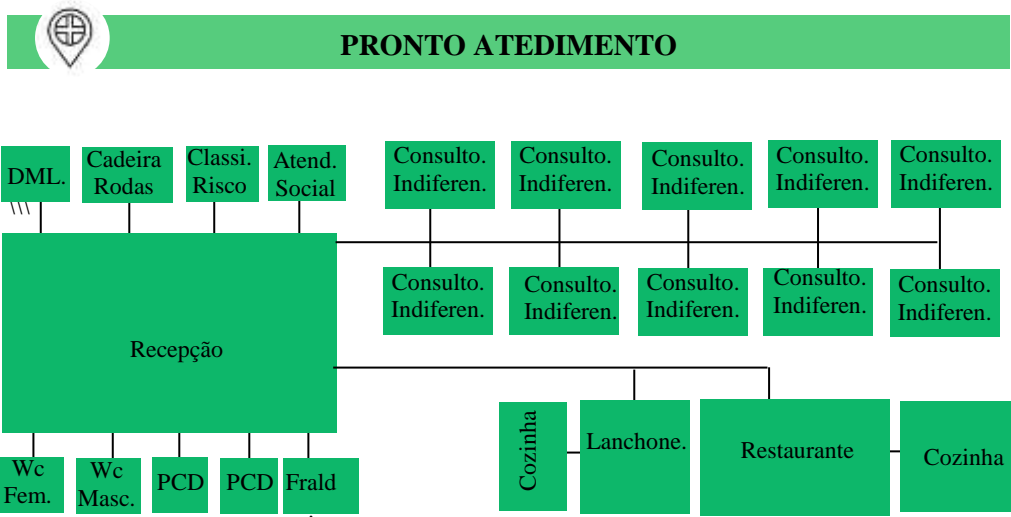 PRONTO ATEDIMENTO
DML.
Cadeira
Rodas
Classi.
Risco
Atend.
Social
Consulto.
Indiferen.
Consulto.
Indiferen.
Consulto.
Indiferen.
Consulto.
Indiferen.
Consulto.
Indiferen.
Consulto.
Indiferen.
Consulto.
Indiferen.
Consulto.
Indiferen.
Consulto.
Indiferen.
Consulto.
Indiferen.
Recepção
Cozinha
Lanchone.
Restaurante
Cozinha
Wc
Fem.
Wc
Masc.
PCD
PCD
Frald